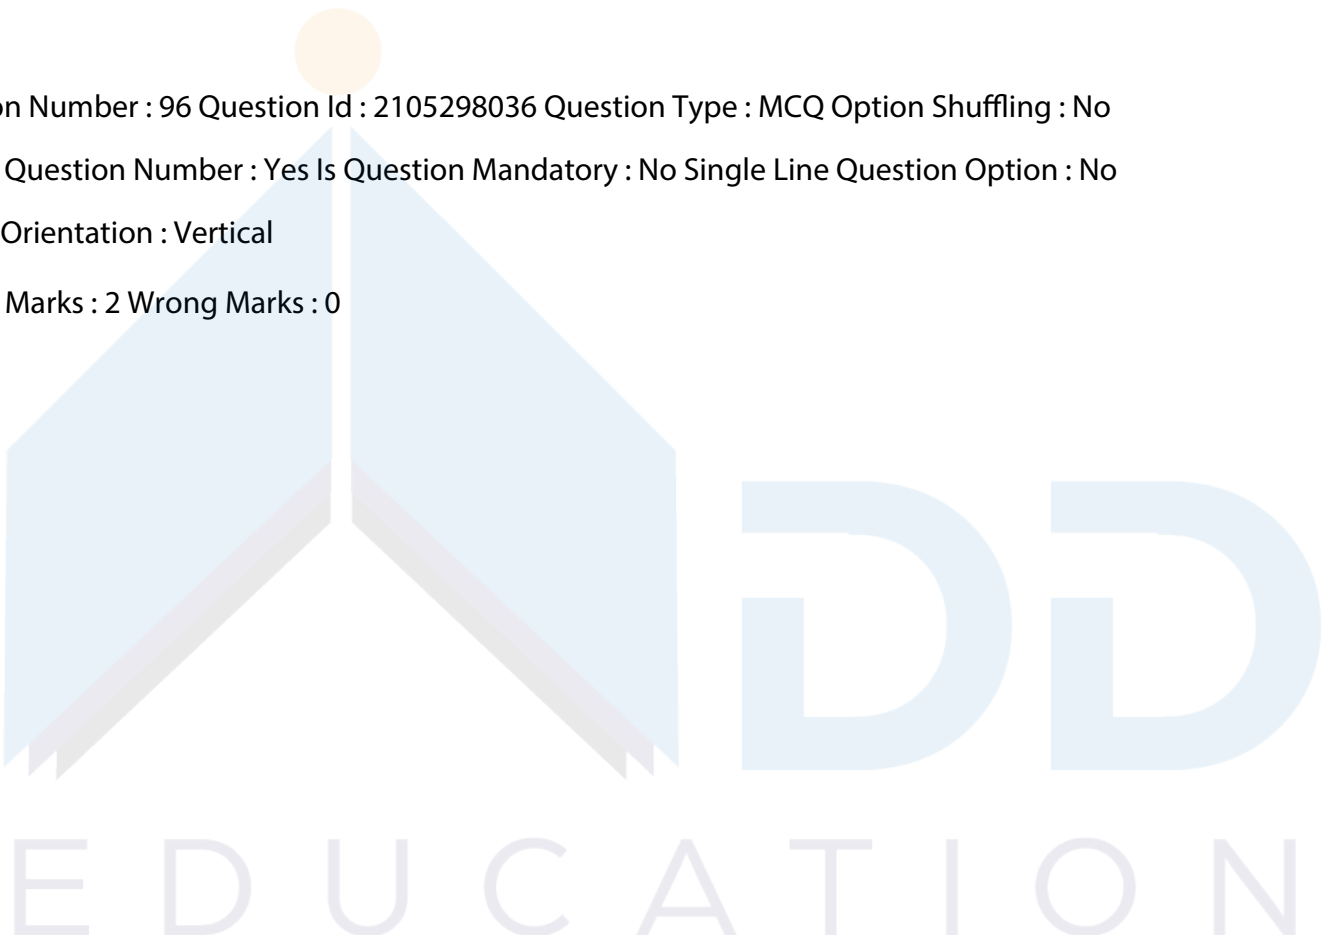 on Number : 96 Question Id : 2105298036 Question Type : MCQ Option Shuffling : No
Question Number : Yes Is Question Mandatory : No Single Line Question Option : No
Orientation : Vertical
Marks : 2 Wrong Marks : 0
DD
EDUCATION